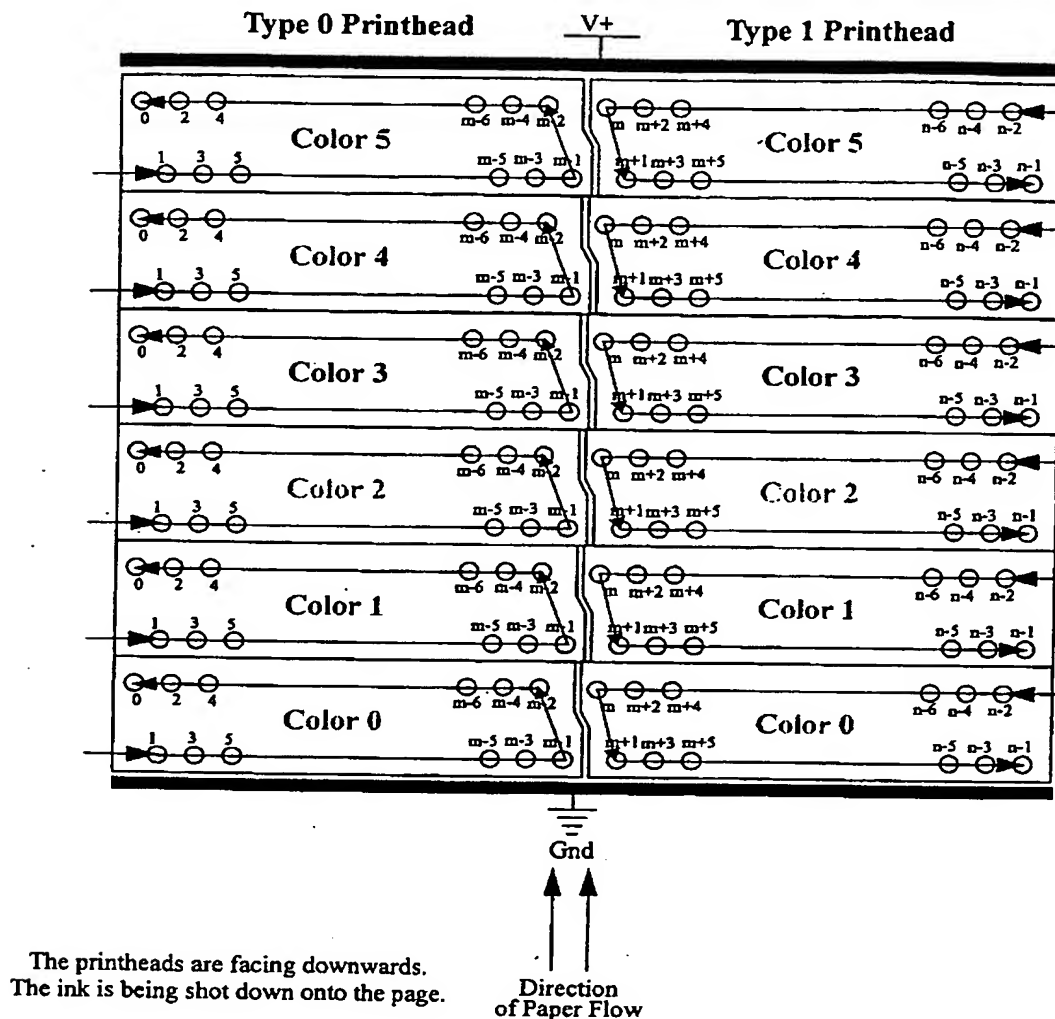 Type 0 Printhead V+ Type 1 Printhead
m-6 m-4 m-2 n-6 n-4 n-2
0 2 4 Color 5 m m+2 m+4 Color 5
1 3 5 m-5 m-3 m-1 m+1 m+3 m+5 n-5 n-3 n-1
m-6 m-4 m-2 n-6 n-4 n-2
0 2 4 Color 4 m m+2 m+4 Color 4
1 3 5 m-5 m-3 m-1 m+1 m+3 m+5 n-5 n-3 n-1
m-6 m-4 m-2 n-6 n-4 n-2
0 2 4 Color 3 m m+2 m+4 Color 3
1 3 5 m-5 m-3 m-1 m+1 m+3 m+5 n-5 n-3 n-1
m-6 m-4 m-2 n-6 n-4 n-2
0 2 4 Color 2 m m+2 m+4 Color 2
1 3 5 m-5 m-3 m-1 m+1 m+3 m+5 n-5 n-3 n-1
m-6 m-4 m-2 n-6 n-4 n-2
0 2 4 Color 1 m m+2 m+4 Color 1
1 3 5 m-5 m-3 m-1 m+1 m+3 m+5 n-5 n-3 n-1
m-6 m-4 m-2 n-6 n-4 n-2
0 2 4 Color 0 m m+2 m+4 Color 0
1 3 5 m-5 m-3 m-1 m+1 m+3 m+5 n-5 n-3 n-1
Gnd
The printheads are facing downwards.
The ink is being shot down onto the page.
Direction
of Paper Flow